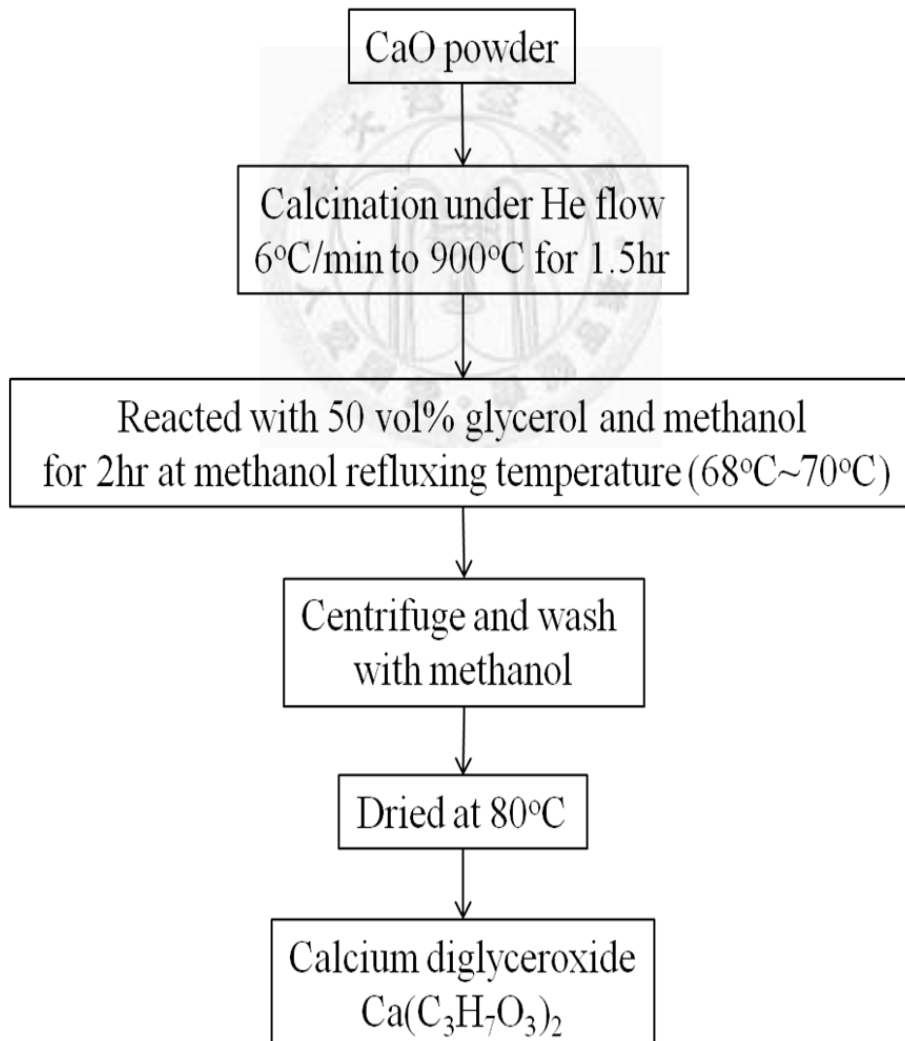 CaO powder
Calcination under He flow
6°C/min to 900°C for 1.5hr
Reacted with 50 vol% glycerol and methanol
for 2hr at methanol refluxing temperature (68°C~70°C)
Centrifuge and wash
with methanol
Dried at 80°C
Calcium diglyceroxide
Ca(C₃H₇O₃)₂